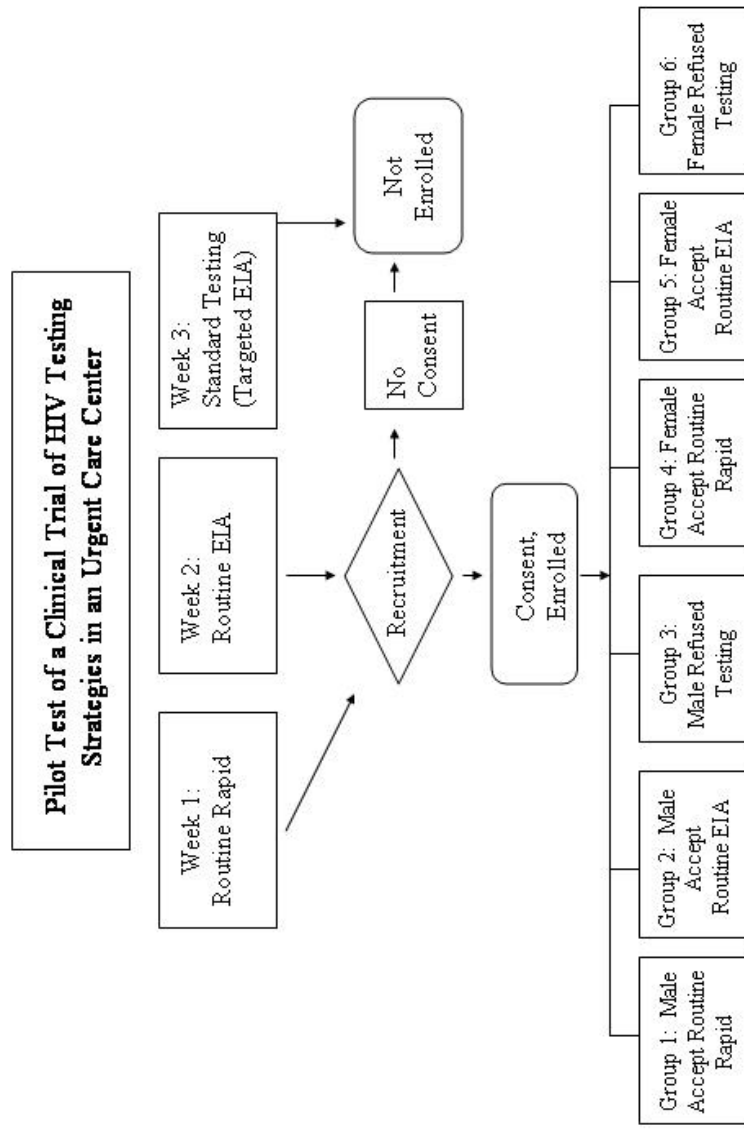 Pilot Test of a Clinical Trial of HIV Testing
Strategies in an Urgent Care Center
Week 1:
Routine Rapid
Week 2:
Routine EIA
Week 3:
Standard Testing
(Targeted EIA)
Recruitment
No
Consent
Not
Enrolled
Consent,
Enrolled
Group 1: Male
Accept Routine
Rapid
Group 2: Male
Accept
Routine EIA
Group 3:
Male Refused
Testing
Group 4: Female
Accept Routine
Rapid
Group 5: Female
Accept
Routine EIA
Group 6:
Female Refused
Testing